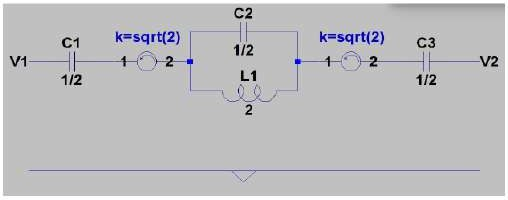 C2
k=sqrt(2) k=sqrt(2)
C1 C3
1/2
V1 1 2 1 2 V2
1/2 L1 1/2
2